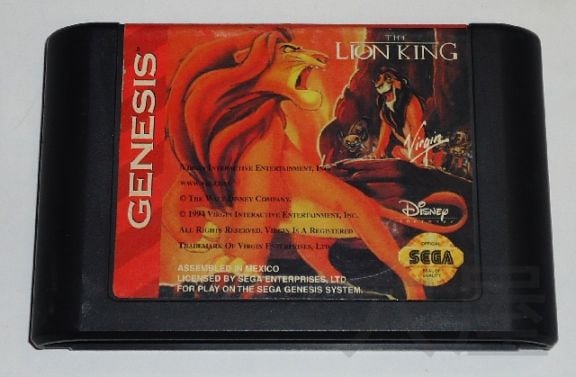 THE
LION KING
GENESIS
Virgin
VIRGIN INTERACTIVE ENTERTAINMENT, INC.
© THE WALT DISNEY COMPANY.
© 1994 VIRGIN INTERACTIVE ENTERTAINMENT, INC.
ALL RIGHTS RESERVED. VIRGIN IS A REGISTERED
TRADEMARK OF VIRGIN ENTERPRISES, LTD.
DISNEY
SOFTWARE
OFFICIAL
SEGA
SEAL OF
QUALITY
ASSEMBLED IN MEXICO
LICENSED BY SEGA ENTERPRISES, LTD.
FOR PLAY ON THE SEGA GENESIS SYSTEM.